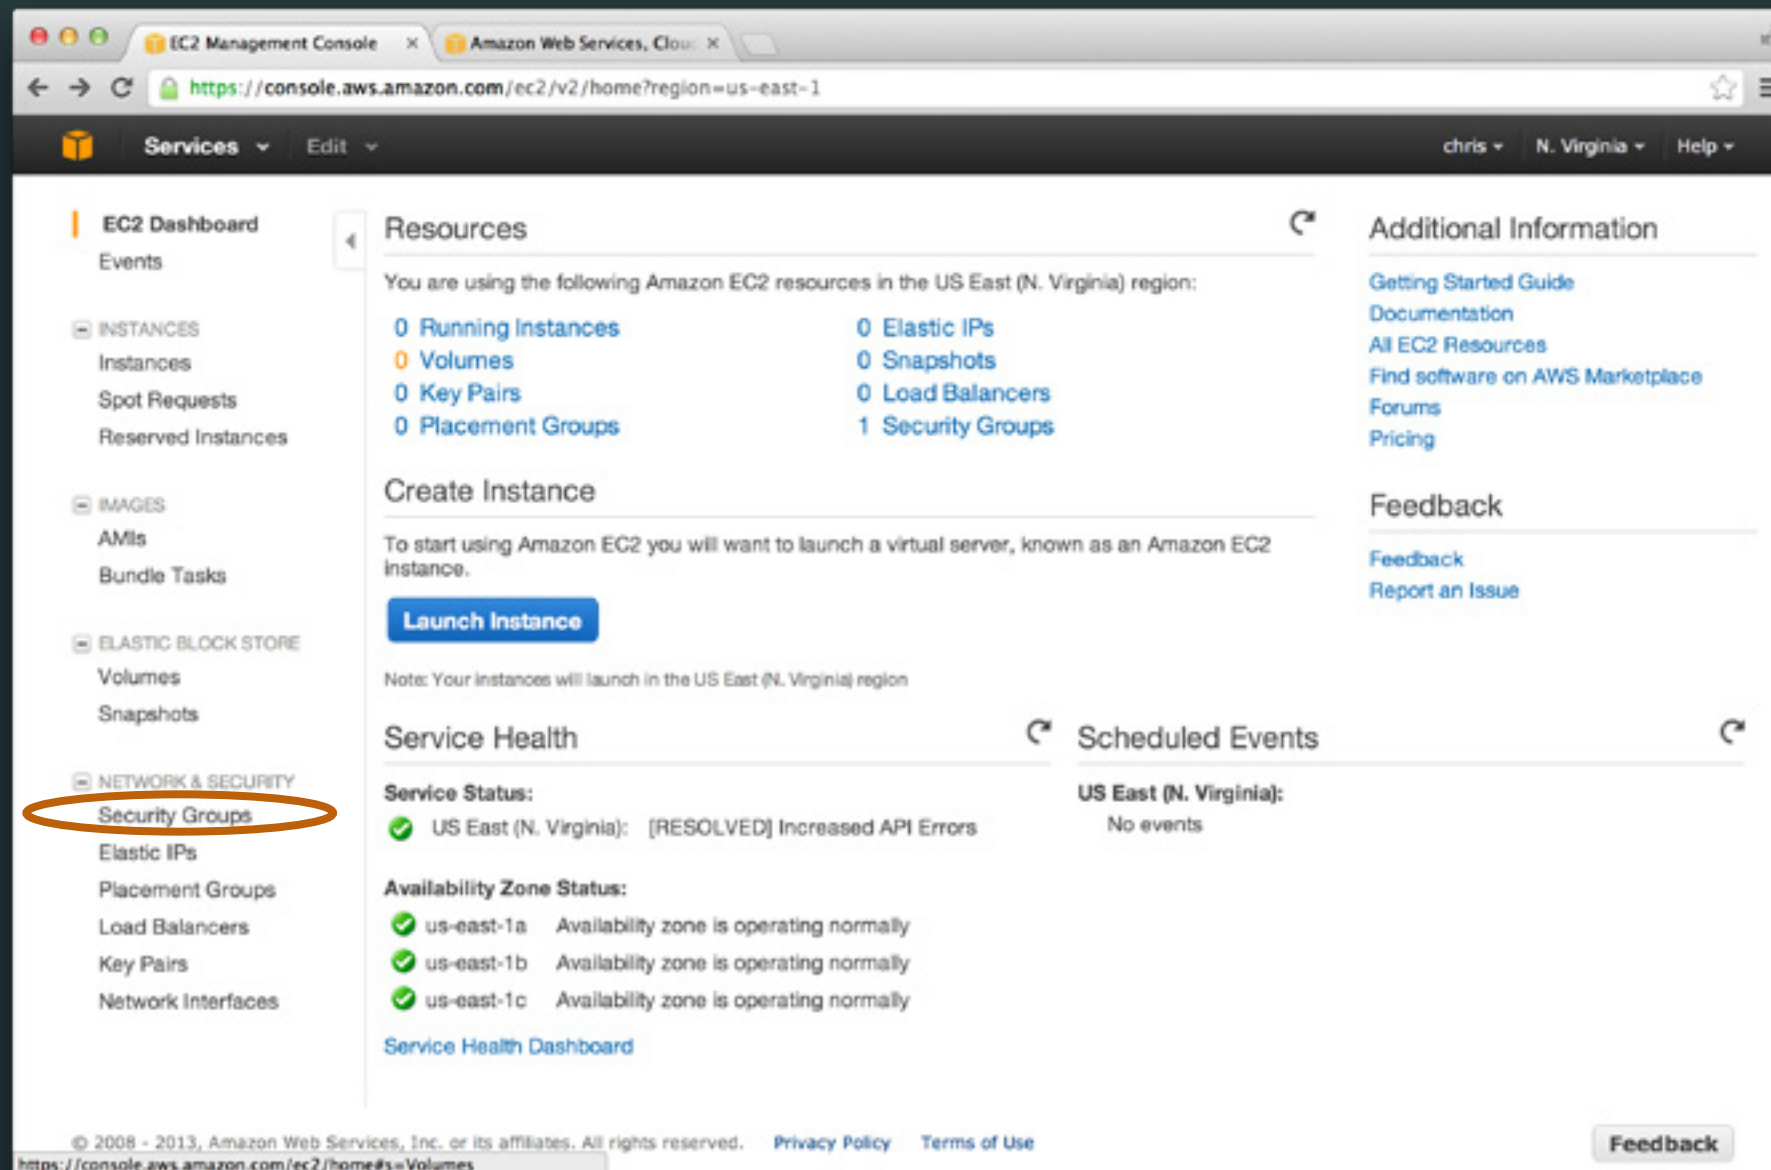 EC2 Management Console × Amazon Web Services, Clou ×
https://console.aws.amazon.com/ec2/v2/home?region=us-east-1
Services Edit chris N. Virginia Help
EC2 Dashboard
Events
INSTANCES
Instances
Spot Requests
Reserved Instances
IMAGES
AMIs
Bundle Tasks
ELASTIC BLOCK STORE
Volumes
Snapshots
NETWORK & SECURITY
Security Groups
Elastic IPs
Placement Groups
Load Balancers
Key Pairs
Network Interfaces
Resources
You are using the following Amazon EC2 resources in the US East (N. Virginia) region:
0 Running Instances 0 Elastic IPs
0 Volumes 0 Snapshots
0 Key Pairs 0 Load Balancers
0 Placement Groups 1 Security Groups
Create Instance
To start using Amazon EC2 you will want to launch a virtual server, known as an Amazon EC2
instance.
Launch Instance
Note: Your instances will launch in the US East (N. Virginia) region
Service Health
Service Status:
US East (N. Virginia): [RESOLVED] Increased API Errors
Availability Zone Status:
us-east-1a Availability zone is operating normally
us-east-1b Availability zone is operating normally
us-east-1c Availability zone is operating normally
Service Health Dashboard
Scheduled Events
US East (N. Virginia):
No events
Additional Information
Getting Started Guide
Documentation
All EC2 Resources
Find software on AWS Marketplace
Forums
Pricing
Feedback
Feedback
Report an Issue
© 2008 - 2013, Amazon Web Services, Inc. or its affiliates. All rights reserved. Privacy Policy Terms of Use
Feedback
https://console.aws.amazon.com/ec2/home#s=Volumes